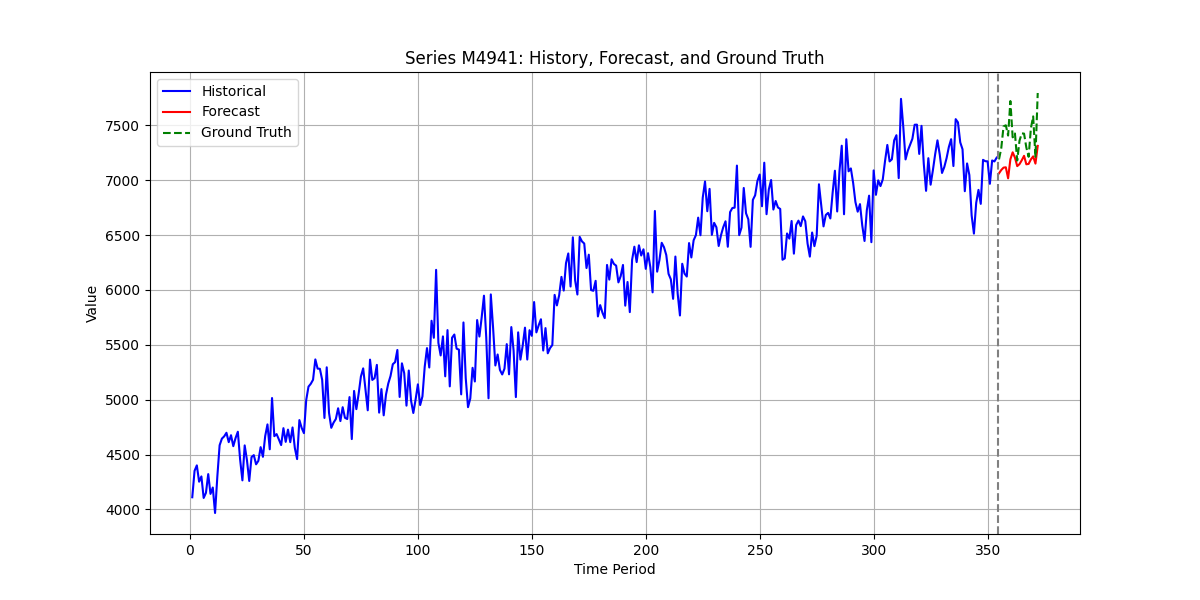 Series M4941: History, Forecast, and Ground Truth
Historical
Forecast
Ground Truth
Value
7500
7000
6500
6000
5500
5000
4500
4000
0 50 100 150 200 250 300 350
Time Period